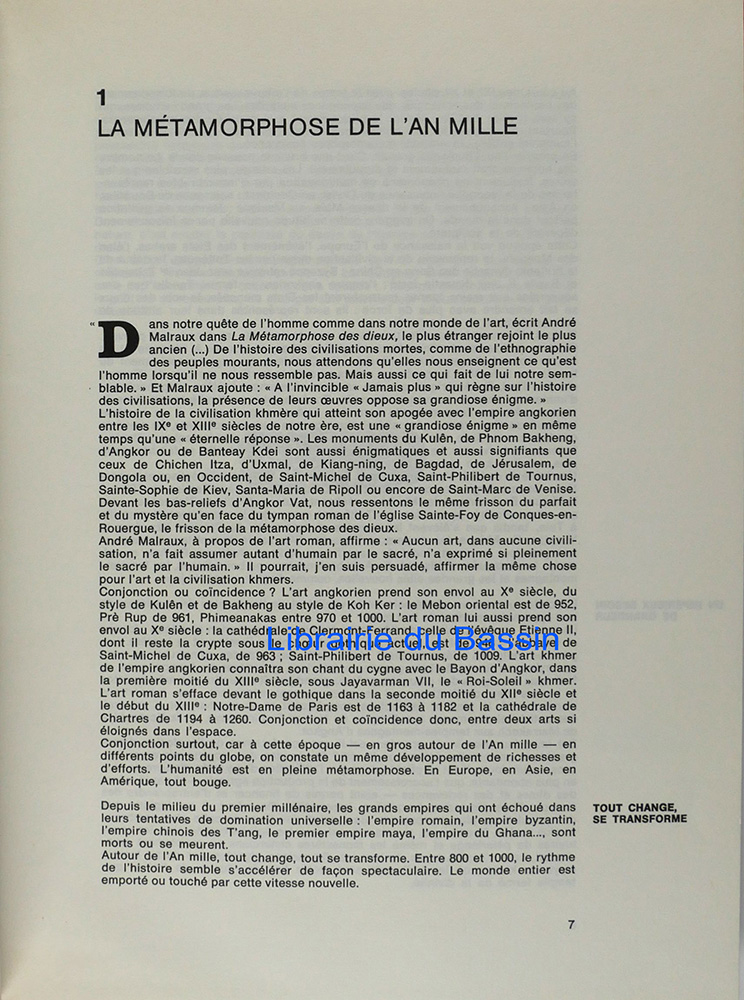 1
LA MÉTAMORPHOSE DE L'AN MILLE
« Dans notre quête de l'homme comme dans notre monde de l'art, écrit André
Malraux dans La Métamorphose des dieux, le plus étranger rejoint le plus
ancien (...) De l'histoire des civilisations mortes, comme de l'ethnographie
des peuples mourants, nous attendons qu'elles nous enseignent ce qu'est
l'homme lorsqu'il ne nous ressemble pas. Mais aussi ce qui fait de lui notre sem-
blable. » Et Malraux ajoute : « A l'invincible « Jamais plus » qui règne sur l'histoire
des civilisations, la présence de leurs œuvres oppose sa grandiose énigme. »
L'histoire de la civilisation khmère qui atteint son apogée avec l'empire angkorien
entre les IXe et XIIIe siècles de notre ère, est une « grandiose énigme » en même
temps qu'une « éternelle réponse ». Les monuments du Kulên, de Phnom Bakheng,
d'Angkor ou de Banteay Kdei sont aussi énigmatiques et aussi signifiants que
ceux de Chichen Itza, d'Uxmal, de Kiang-ning, de Bagdad, de Jérusalem, de
Dongola ou, en Occident, de Saint-Michel de Cuxa, Saint-Philibert de Tournus,
Sainte-Sophie de Kiev, Santa-Maria de Ripoll ou encore de Saint-Marc de Venise.
Devant les bas-reliefs d'Angkor Vat, nous ressentons le même frisson du parfait
et du mystère qu'en face du tympan roman de l'église Sainte-Foy de Conques-en-
Rouergue, le frisson de la métamorphose des dieux.
André Malraux, à propos de l'art roman, affirme : « Aucun art, dans aucune civili-
sation, n'a fait assumer autant d'humain par le sacré, n'a exprimé si pleinement
le sacré par l'humain. » Il pourrait, j'en suis persuadé, affirmer la même chose
pour l'art et la civilisation khmers.
Conjonction ou coïncidence ? L'art angkorien prend son envol au Xe siècle, du
style de Kulên et de Bakheng au style de Koh Ker : le Mebon oriental est de 952,
Prè Rup de 961, Phimeanakas entre 970 et 1000. L'art roman lui aussi prend son
envol au Xe siècle : la cathédrale de Clermont-Ferrand, celle de l'évêque Etienne II,
dont il reste la crypte sous le chœur gothique actuel, est de 946 ; l'abbaye de
Librairie du Bassin
Saint-Michel de Cuxa, de 963 ; Saint-Philibert de Tournus, de 1009. L'art khmer
de l'empire angkorien connaîtra son chant du cygne avec le Bayon d'Angkor, dans
la première moitié du XIIIe siècle, sous Jayavarman VII, le « Roi-Soleil » khmer.
L'art roman s'efface devant le gothique dans la seconde moitié du XIIe siècle et
le début du XIIIe : Notre-Dame de Paris est de 1163 à 1182 et la cathédrale de
Chartres de 1194 à 1260. Conjonction et coïncidence donc, entre deux arts si
éloignés dans l'espace.
Conjonction surtout, car à cette époque — en gros autour de l'An mille — en
différents points du globe, on constate un même développement de richesses et
d'efforts. L'humanité est en pleine métamorphose. En Europe, en Asie, en
Amérique, tout bouge.
Depuis le milieu du premier millénaire, les grands empires qui ont échoué dans
leurs tentatives de domination universelle : l'empire romain, l'empire byzantin,
l'empire chinois des T'ang, le premier empire maya, l'empire du Ghana..., sont
morts ou se meurent.
Autour de l'An mille, tout change, tout se transforme. Entre 800 et 1000, le rythme
de l'histoire semble s'accélérer de façon spectaculaire. Le monde entier est
emporté ou touché par cette vitesse nouvelle.
TOUT CHANGE,
SE TRANSFORME
7